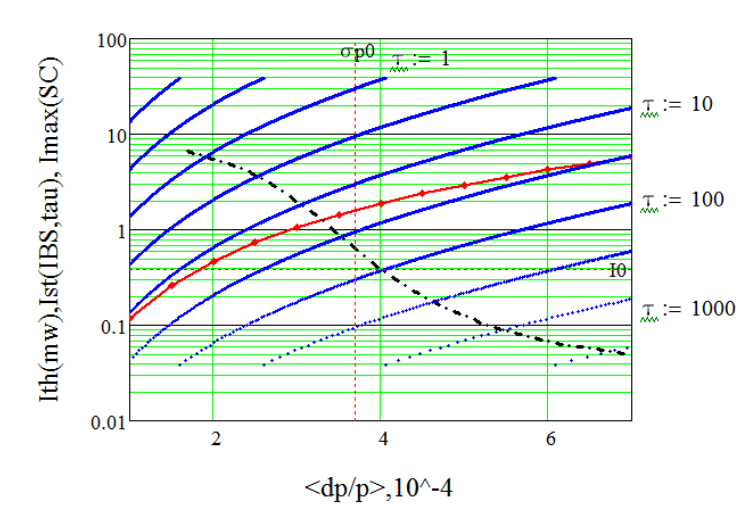 Ith(mw),Ist(IBS,tau), Imax(SC)
100
10
1
0.1
0.01
σp0
τ := 1
τ := 10
τ := 100
I0
τ := 1000
2
4
6
<dp/p>,10^-4